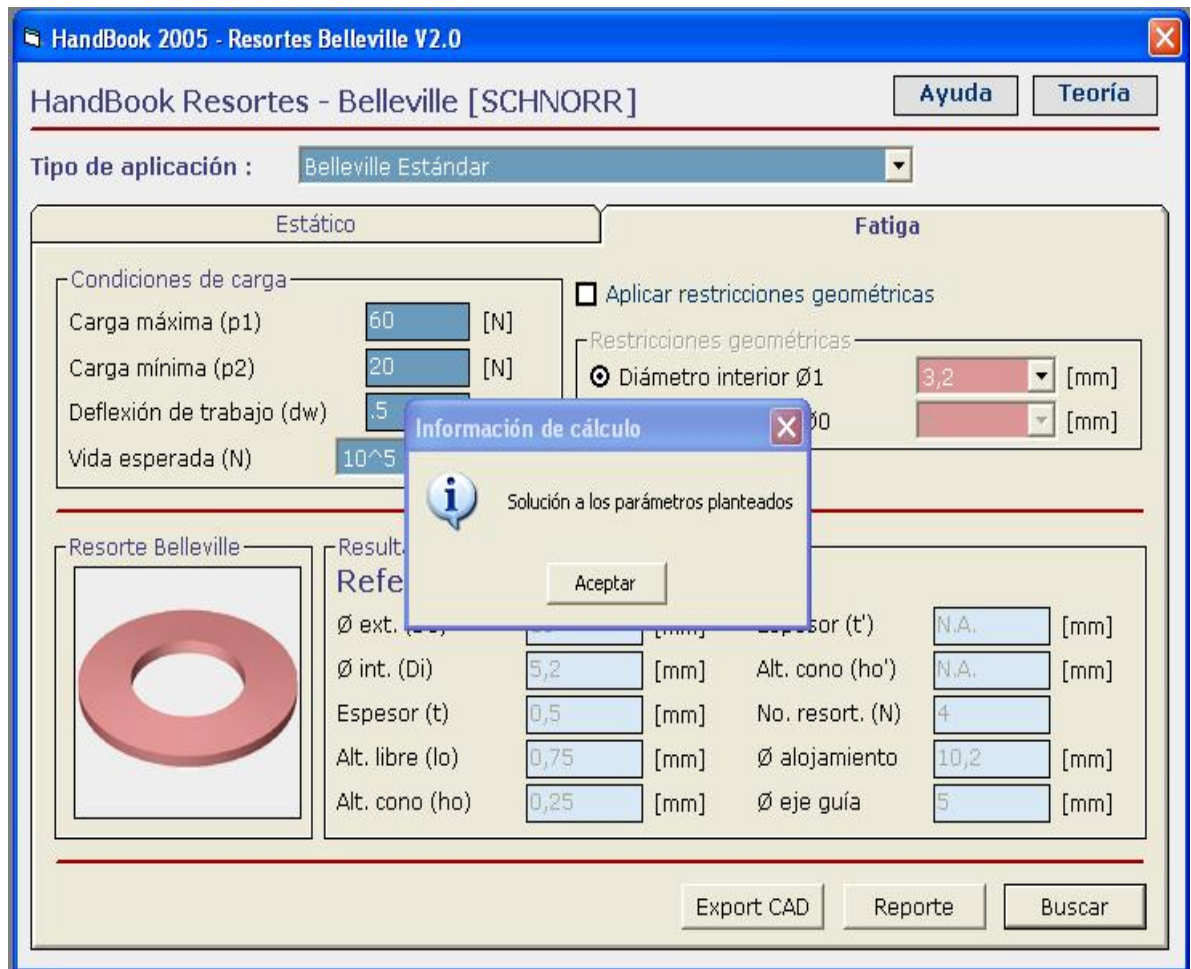 HandBook 2005 - Resortes Belleville V2.0
HandBook Resortes - Belleville [SCHNORR]
Ayuda
Teoría
Tipo de aplicación :
Belleville Estándar
Estático
Fatiga
Condiciones de carga
Carga máxima (p1) 60 [N]
Carga mínima (p2) 20 [N]
Deflexión de trabajo (dw) .5
Vida esperada (N) 10^5
Aplicar restricciones geométricas
Restricciones geométricas
Diámetro interior Ø1 3,2 [mm]
[mm]
Información de cálculo
Solución a los parámetros planteados
Aceptar
Resorte Belleville
Ø ext.
Ø int. (Di) 5,2 [mm]
Espesor (t) 0,5 [mm]
Alt. libre (lo) 0,75 [mm]
Alt. cono (ho) 0,25 [mm]
(t') N.A. [mm]
Alt. cono (ho') N.A. [mm]
No. resort. (N) 4
Ø alojamiento 10,2 [mm]
Ø eje guía 5 [mm]
Export CAD
Reporte
Buscar